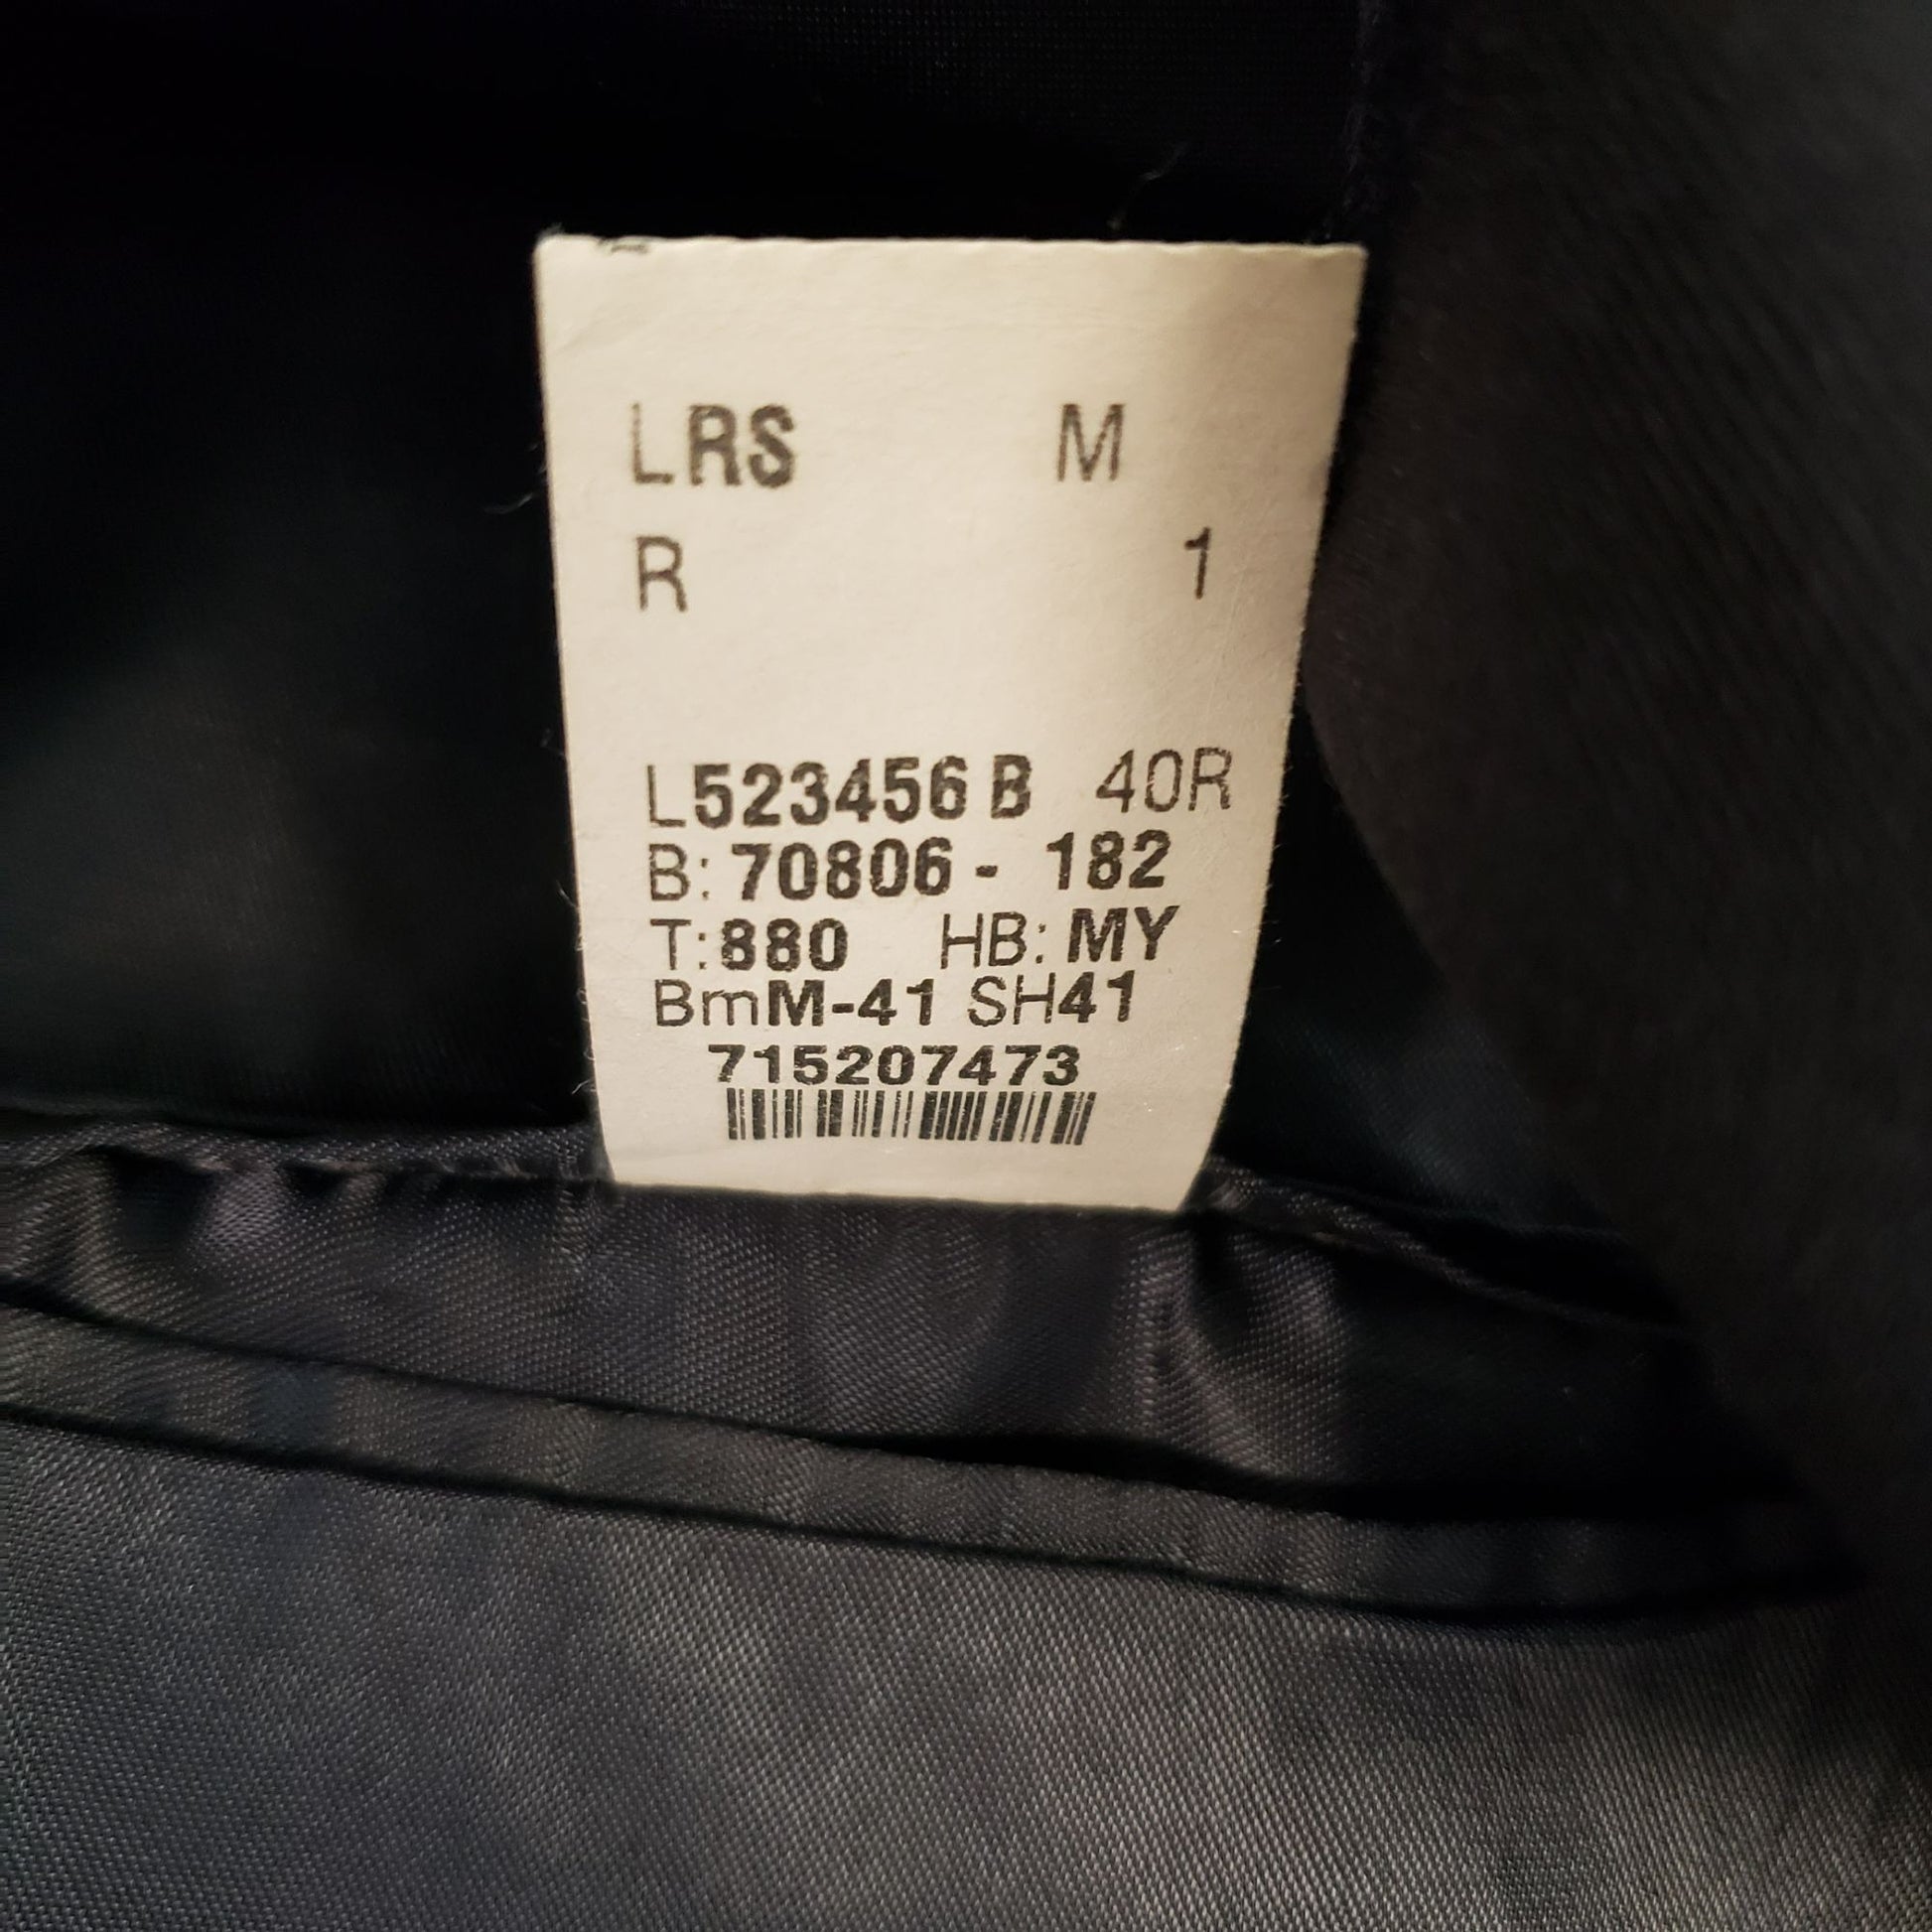 LRS M
R 1
L523456 B 40R
B: 70806 - 182
T:880 HB: MY
BmM-41 SH41
715207473